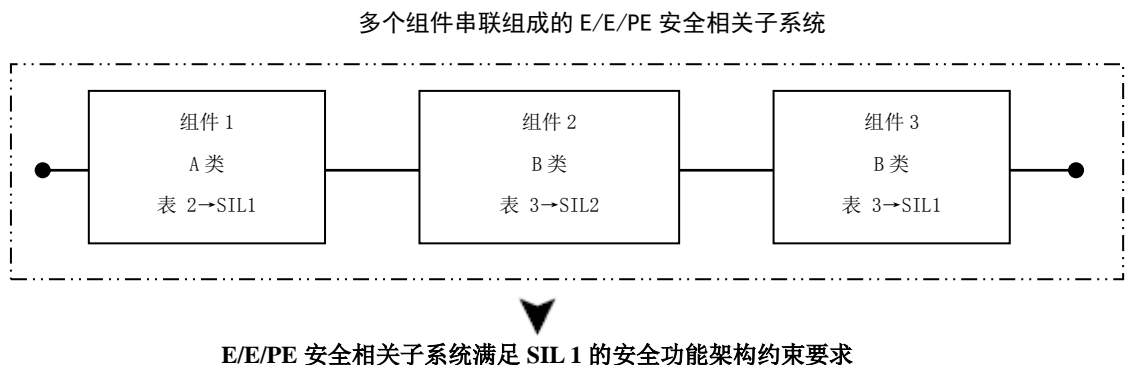 多个组件串联组成的 E/E/PE 安全相关子系统
组件 1
A 类
表 2→SIL1
组件 2
B 类
表 3→SIL2
组件 3
B 类
表 3→SIL1
E/E/PE 安全相关子系统满足 SIL 1 的安全功能架构约束要求